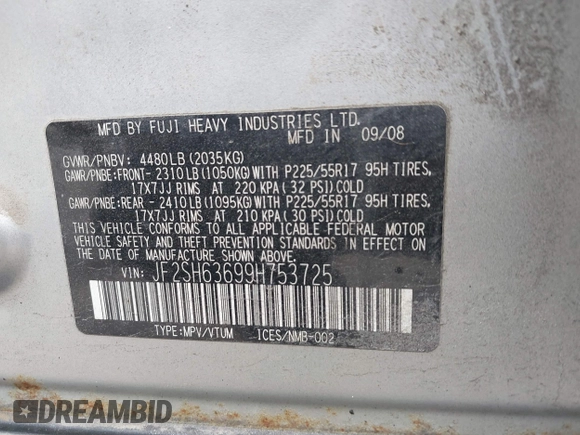 MFD BY FUJI HEAVY INDUSTRIES LTD.
MFD IN 09/08
GVWR/PNBV: 4480LB (2035KG)
GAWR/PNBE: FRONT- 2310LB (1050KG) WITH P225/55R17 95H TIRES,
17X7JJ RIMS AT 220 KPA (32 PSI) COLD
GAWR/PNBE: REAR - 2410LB (1095KG) WITH P225/55R17 95H TIRES,
17X7JJ RIMS AT 210 KPA (30 PSI) COLD
THIS VEHICLE CONFORMS TO ALL APPLICABLE FEDERAL MOTOR
VEHICLE SAFETY AND THEFT PREVENTION STANDARDS IN EFFECT ON
THE DATE OF MANUFACTURE SHOWN ABOVE.
VIN: JF2SH63699H753725
TYPE:MPV/VTUM ICES/NMB-002
DREAMBID